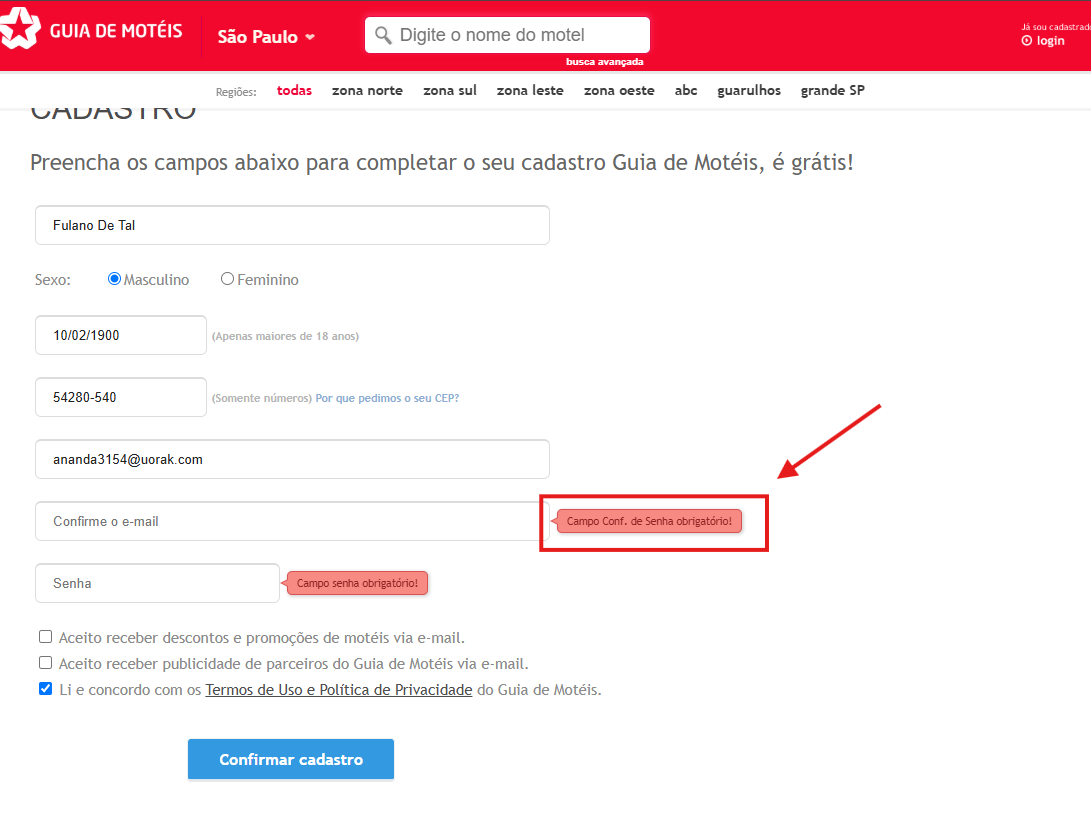 GUIA DE MOTÉIS
São Paulo
Digite o nome do motel
busca avançada
Já sou cadastrado
login
Regiões: todas zona norte zona sul zona leste zona oeste abc guarulhos grande SP
CADASTRO
Preencha os campos abaixo para completar o seu cadastro Guia de Motéis, é grátis!
Fulano De Tal
Sexo: Masculino Feminino
10/02/1900 (Apenas maiores de 18 anos)
54280-540 (Somente números) Por que pedimos o seu CEP?
ananda3154@uorak.com
Confirme o e-mail Campo Conf. de Senha obrigatório!
Senha Campo senha obrigatório!
Aceito receber descontos e promoções de motéis via e-mail.
Aceito receber publicidade de parceiros do Guia de Motéis via e-mail.
Li e concordo com os Termos de Uso e Política de Privacidade do Guia de Motéis.
Confirmar cadastro